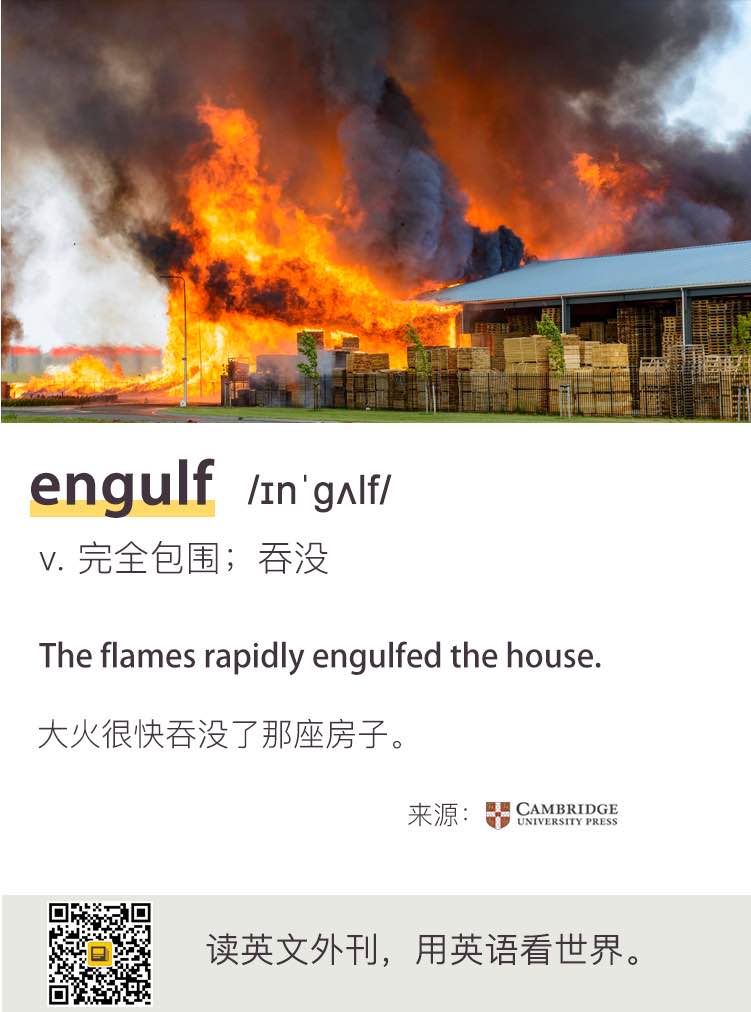 engulf /ɪnˈɡʌlf/
v. 完全包围；吞没
The flames rapidly engulfed the house.
大火很快吞没了那座房子。
来源： CAMBRIDGE
UNIVERSITY PRESS
读英文外刊，用英语看世界。